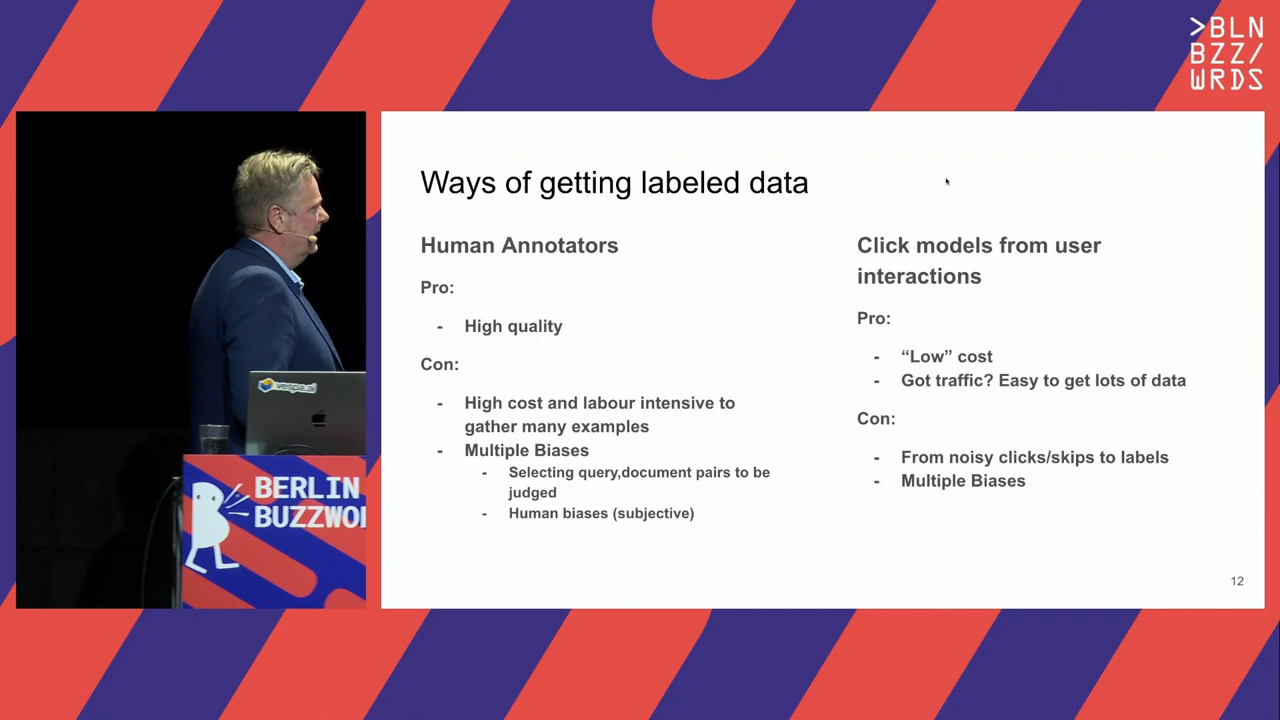 >BLN
BZZ/
WRDS
Ways of getting labeled data
Human Annotators
Pro:
- High quality
Con:
- High cost and labour intensive to
gather many examples
- Multiple Biases
- Selecting query,document pairs to be
judged
- Human biases (subjective)
Click models from user
interactions
Pro:
- “Low” cost
- Got traffic? Easy to get lots of data
Con:
- From noisy clicks/skips to labels
- Multiple Biases
12
vespa.ai
BERLIN
BUZZWO